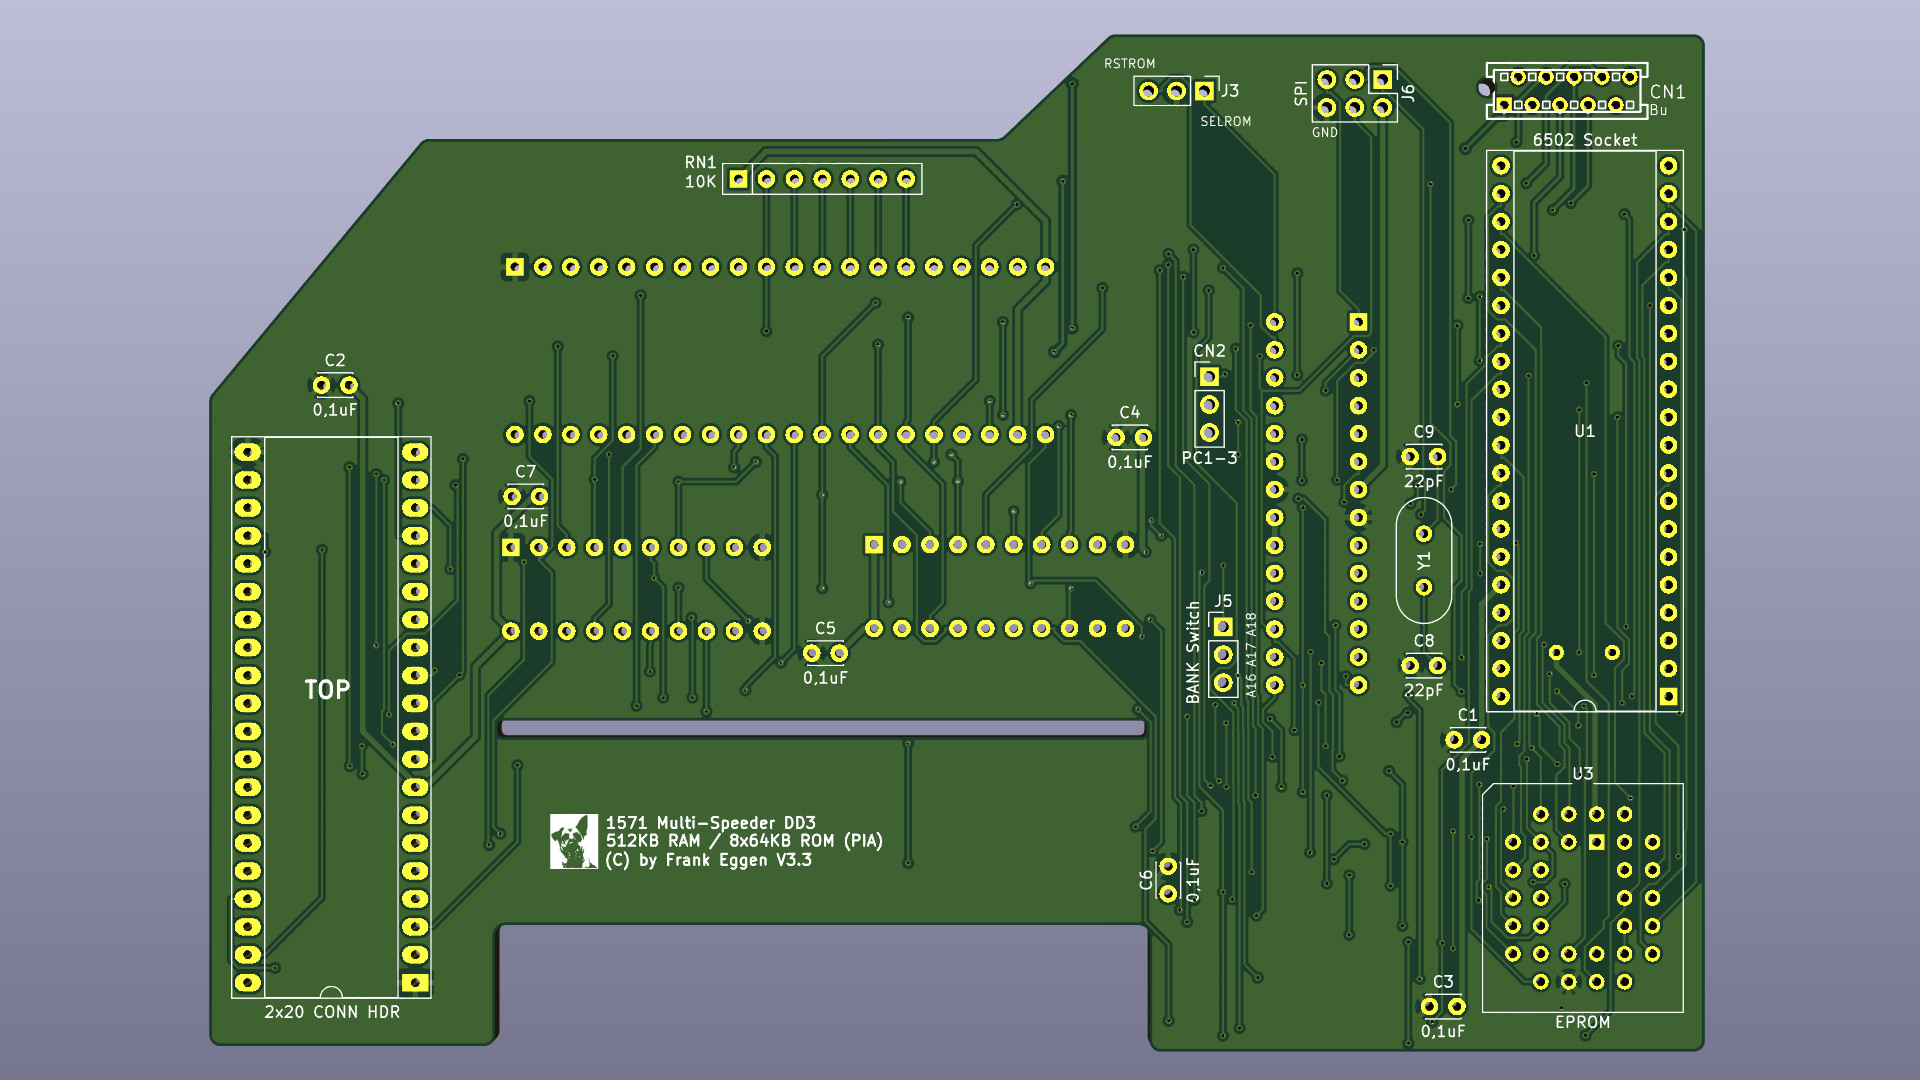 RSTROM
J3
SELROM
SPI
J6
GND
CN1
Bu
6502 Socket
RN1
10K
C2
0,1uF
CN2
PC1-3
C4
0,1uF
C9
22pF
U1
C7
0,1uF
Y1
J5
BANK Switch
A16 A17 A18
C5
0,1uF
C8
22pF
TOP
C1
0,1uF
U3
1571 Multi-Speeder DD3
512KB RAM / 8x64KB ROM (PIA)
(C) by Frank Eggen V3.3
C6
0,1uF
C3
0,1uF
2x20 CONN HDR
EPROM